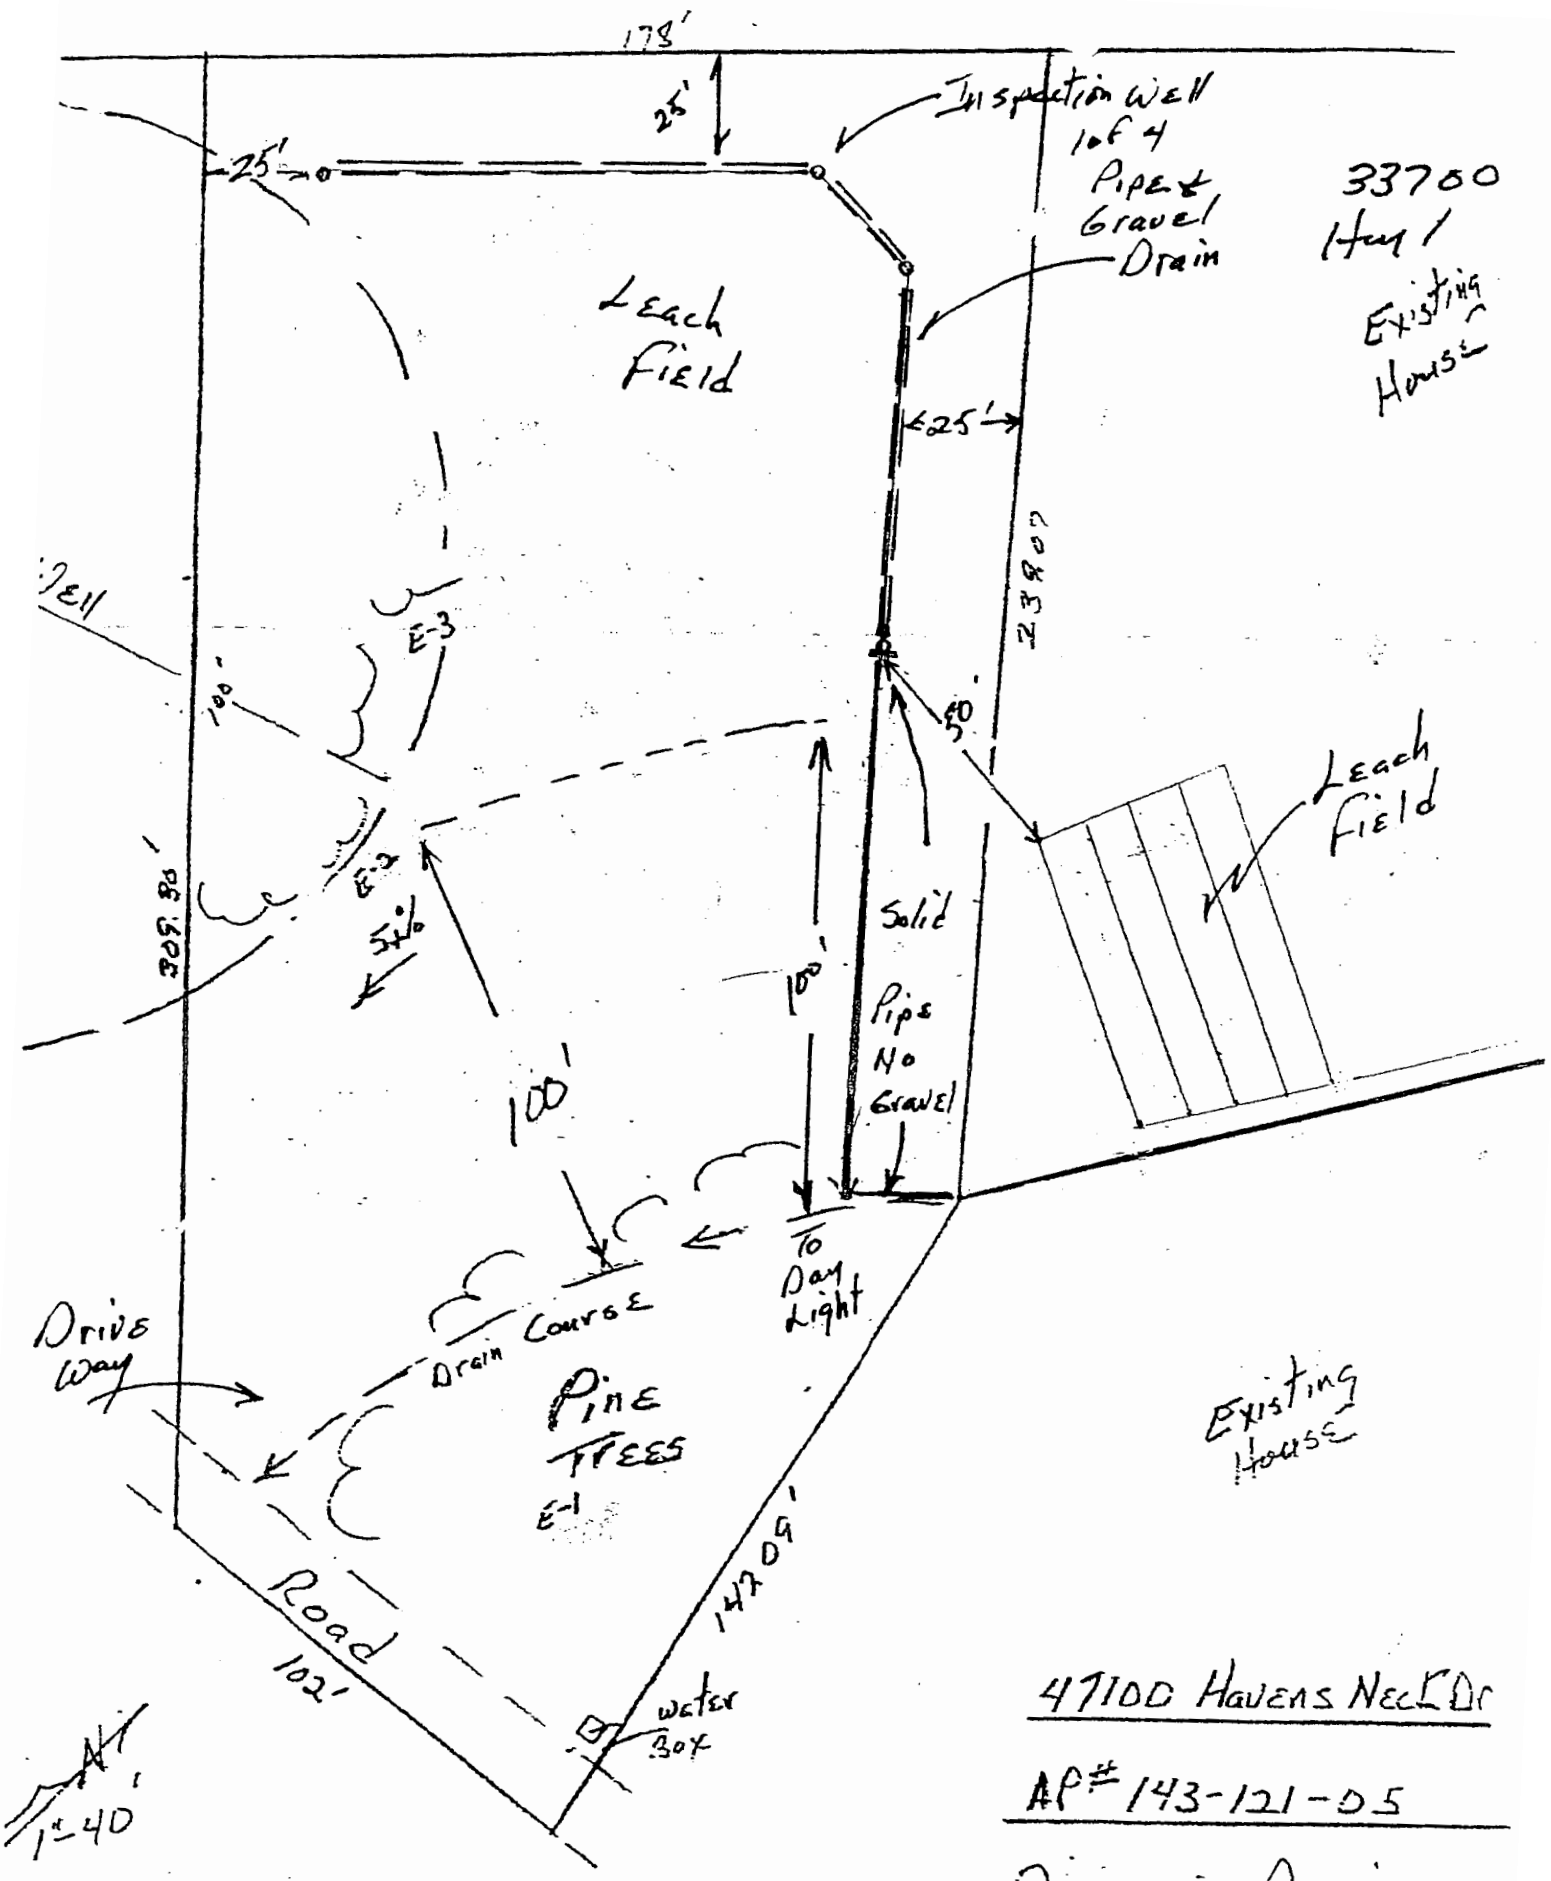 178'
25'
Inspection Well
1 of 4
Pipe &
Gravel
Drain
33700
Hwy 1
Existing
House
25'
Leach
Field
25'
23807
Well
100'
E-3
50'
Leach
Field
309.80'
E-2
5+%
Solid
Pipe
No
Gravel
100'
100'
To
Day
Light
Drive
Way
Drain Course
Pine
Trees
E-1
Existing
House
14209'
Road
102'
Water
Box
N
1"=40'
47100 Havens Neck Dr
AP# 143-121-05